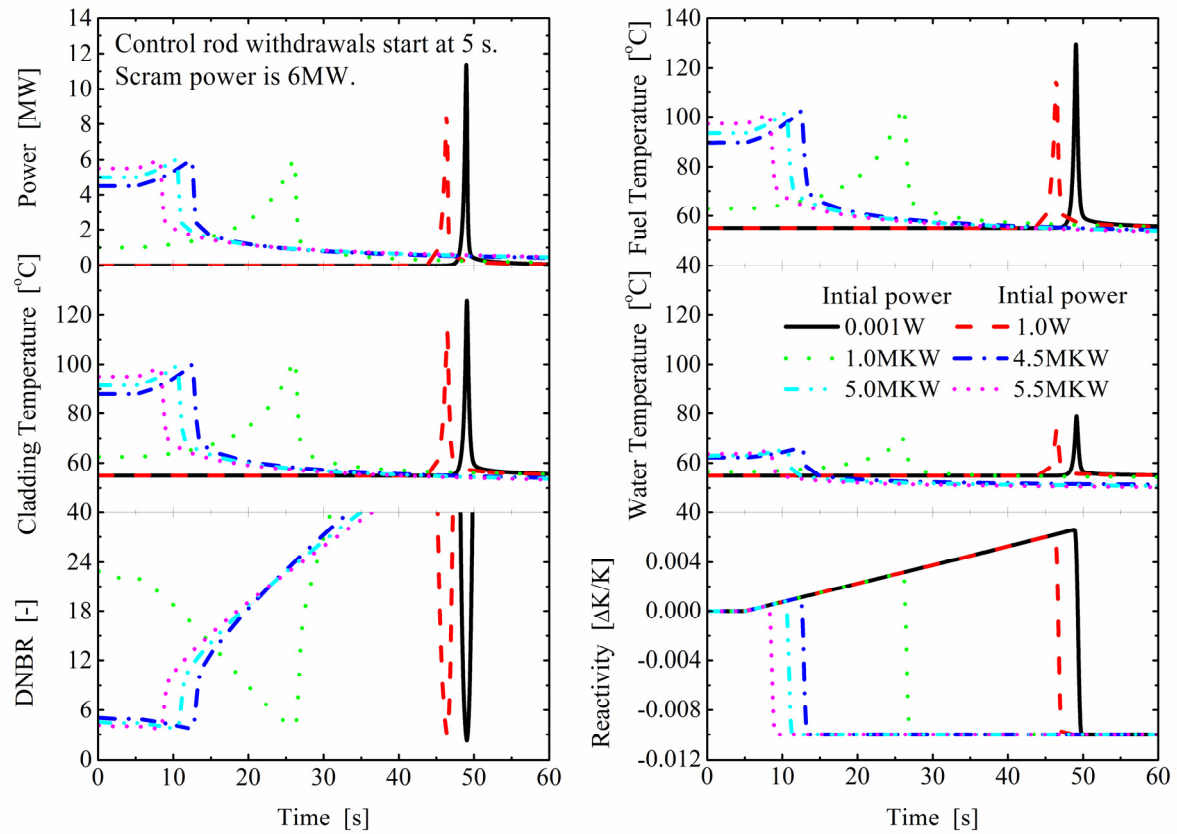 Control rod withdrawals start at 5 s.
Scram power is 6MW.
Power [MW]
14
12
10
8
6
4
2
0
Cladding Temperature [°C]
120
100
80
60
40
DNBR [-]
24
18
12
6
0
0 10 20 30 40 50 60
Time [s]
Fuel Temperature [°C]
140
120
100
80
60
40
Water Temperature [°C]
Intial power Intial power
0.001W 1.0W
1.0MKW 4.5MKW
5.0MKW 5.5MKW
120
100
80
60
40
Reactivity [ΔK/K]
0.004
0.000
-0.004
-0.008
-0.012
0 10 20 30 40 50 60
Time [s]